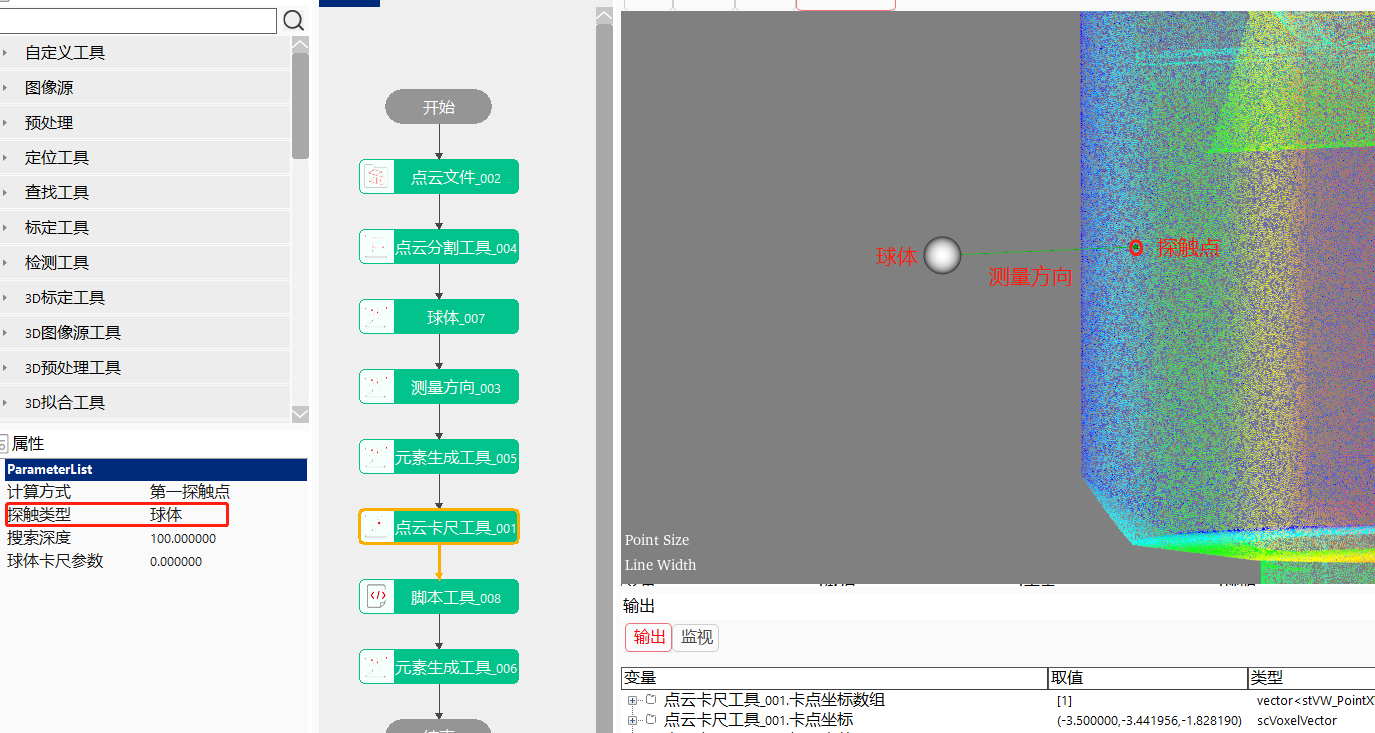 自定义工具
图像源
预处理
定位工具
查找工具
标定工具
检测工具
3D标定工具
3D图像源工具
3D预处理工具
3D拟合工具
属性
ParameterList
计算方式 第一探触点
探触类型 球体
搜索深度 100.000000
球体卡尺参数 0.000000
开始
点云文件_002
点云分割工具_004
球体_007
测量方向_003
元素生成工具_005
点云卡尺工具_001
脚本工具_008
元素生成工具_006
球体
测量方向
探触点
Point Size
Line Width
输出
输出 监视
变量 取值 类型
点云卡尺工具_001.卡点坐标数组 [1] vector<stVW_PointX
点云卡尺工具_001.卡点坐标 (-3.500000,-3.441956,-1.828190) scVoxelVector